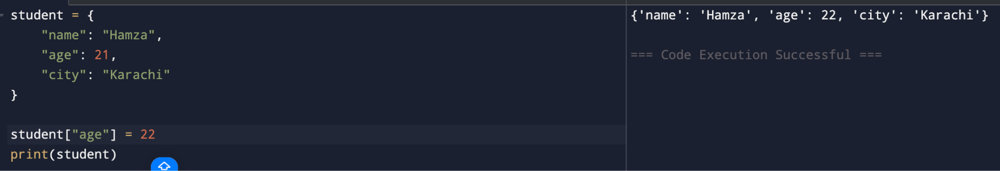 student = {
     "name": "Hamza",
     "age": 21,
     "city": "Karachi"
}
student["age"] = 22
print(student)
{'name': 'Hamza', 'age': 22, 'city': 'Karachi'}
=== Code Execution Successful ===